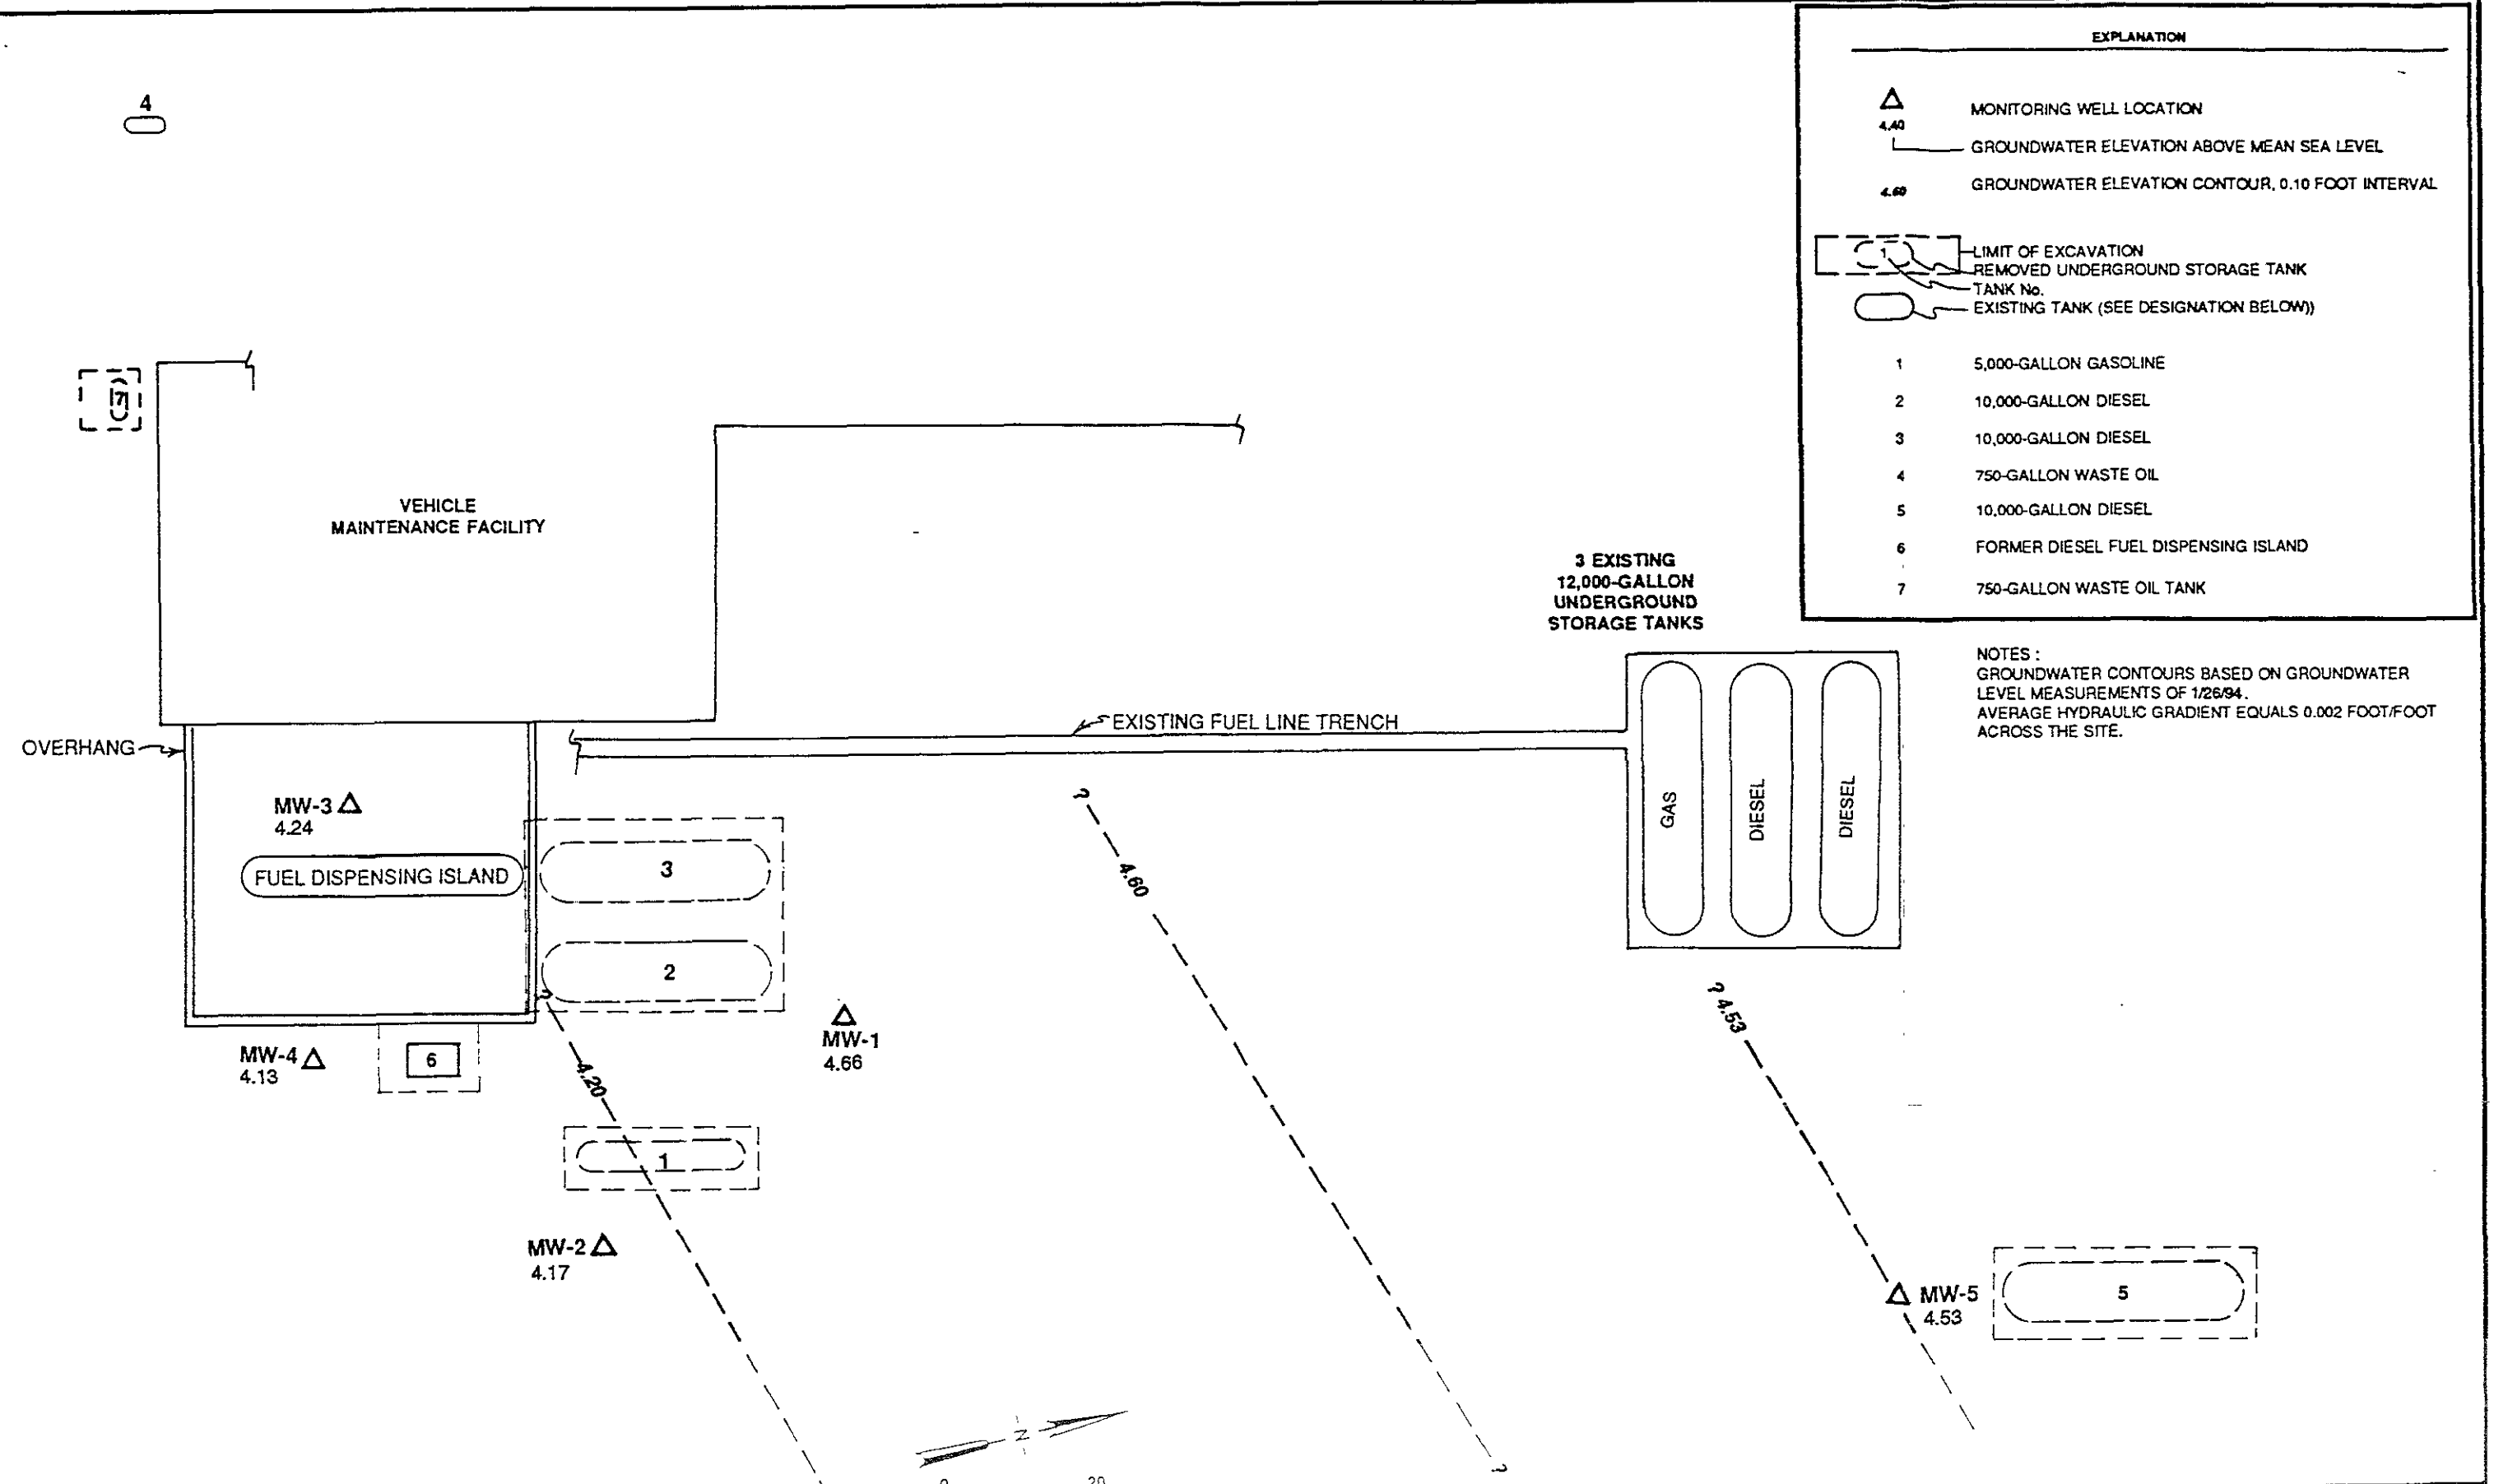 EXPLANATION
4.40
MONITORING WELL LOCATION
GROUNDWATER ELEVATION ABOVE MEAN SEA LEVEL
4.60
GROUNDWATER ELEVATION CONTOUR, 0.10 FOOT INTERVAL
1
LIMIT OF EXCAVATION
REMOVED UNDERGROUND STORAGE TANK
TANK No.
EXISTING TANK (SEE DESIGNATION BELOW))
1 5,000-GALLON GASOLINE
2 10,000-GALLON DIESEL
3 10,000-GALLON DIESEL
4 750-GALLON WASTE OIL
5 10,000-GALLON DIESEL
6 FORMER DIESEL FUEL DISPENSING ISLAND
7 750-GALLON WASTE OIL TANK
NOTES :
GROUNDWATER CONTOURS BASED ON GROUNDWATER
LEVEL MEASUREMENTS OF 1/26/94.
AVERAGE HYDRAULIC GRADIENT EQUALS 0.002 FOOT/FOOT
ACROSS THE SITE.
4
7
VEHICLE
MAINTENANCE FACILITY
3 EXISTING
12,000-GALLON
UNDERGROUND
STORAGE TANKS
EXISTING FUEL LINE TRENCH
OVERHANG
GAS
DIESEL
DIESEL
MW-3
4.24
FUEL DISPENSING ISLAND
3
2
?
4.60
?
?
4.20
? 4.53
MW-1
4.66
MW-4
4.13
6
1
MW-2
4.17
MW-5
4.53
5
N
20